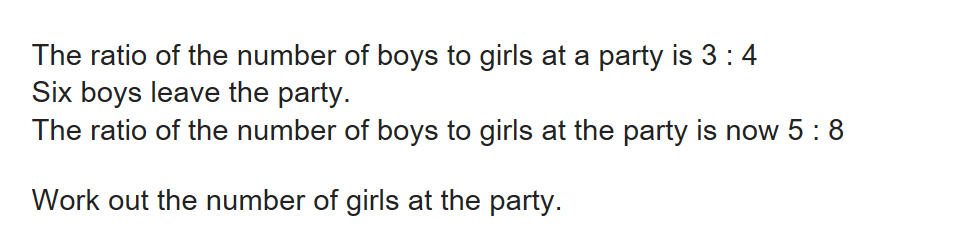 The ratio of the number of boys to girls at a party is 3 : 4
Six boys leave the party.
The ratio of the number of boys to girls at the party is now 5 : 8
Work out the number of girls at the party.